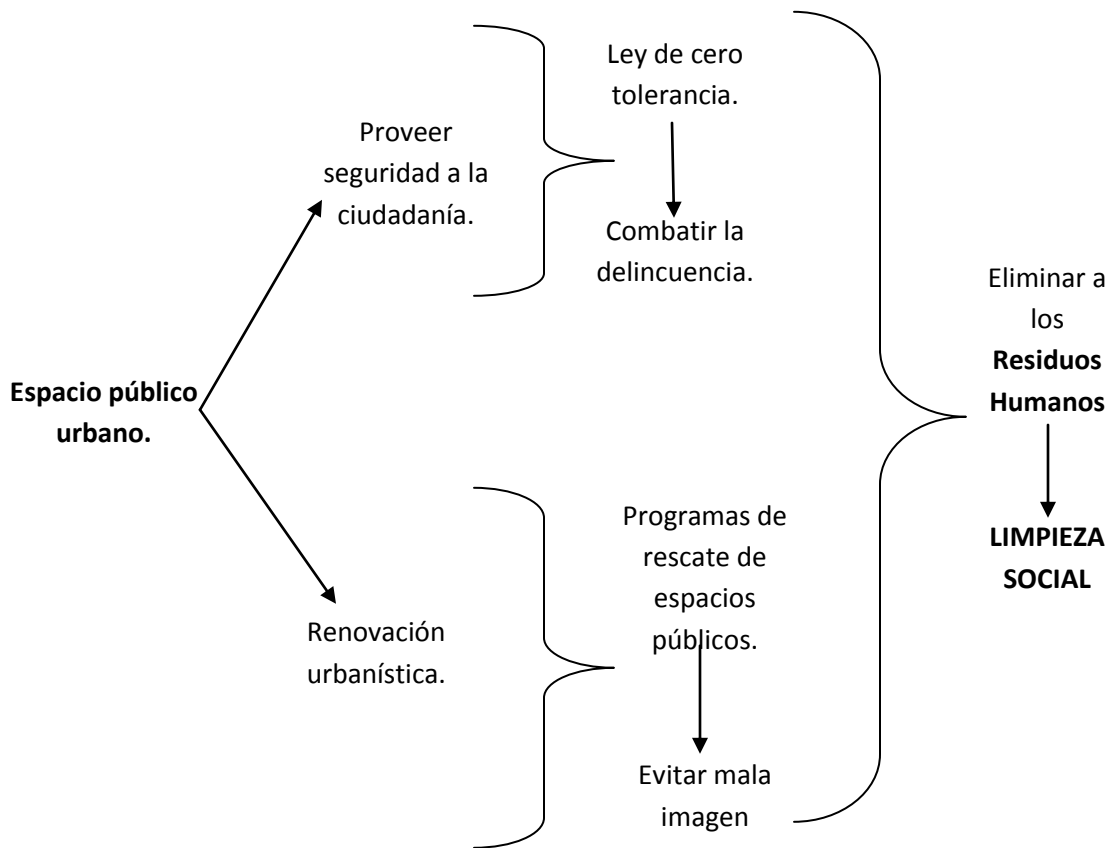 Ley de cero
tolerancia.
Proveer
seguridad a la
ciudadanía.
Combatir la
delincuencia.
Eliminar a
los
Residuos
Humanos
Espacio público
urbano.
Programas de
rescate de
espacios
públicos.
LIMPIEZA
SOCIAL
Renovación
urbanística.
Evitar mala
imagen